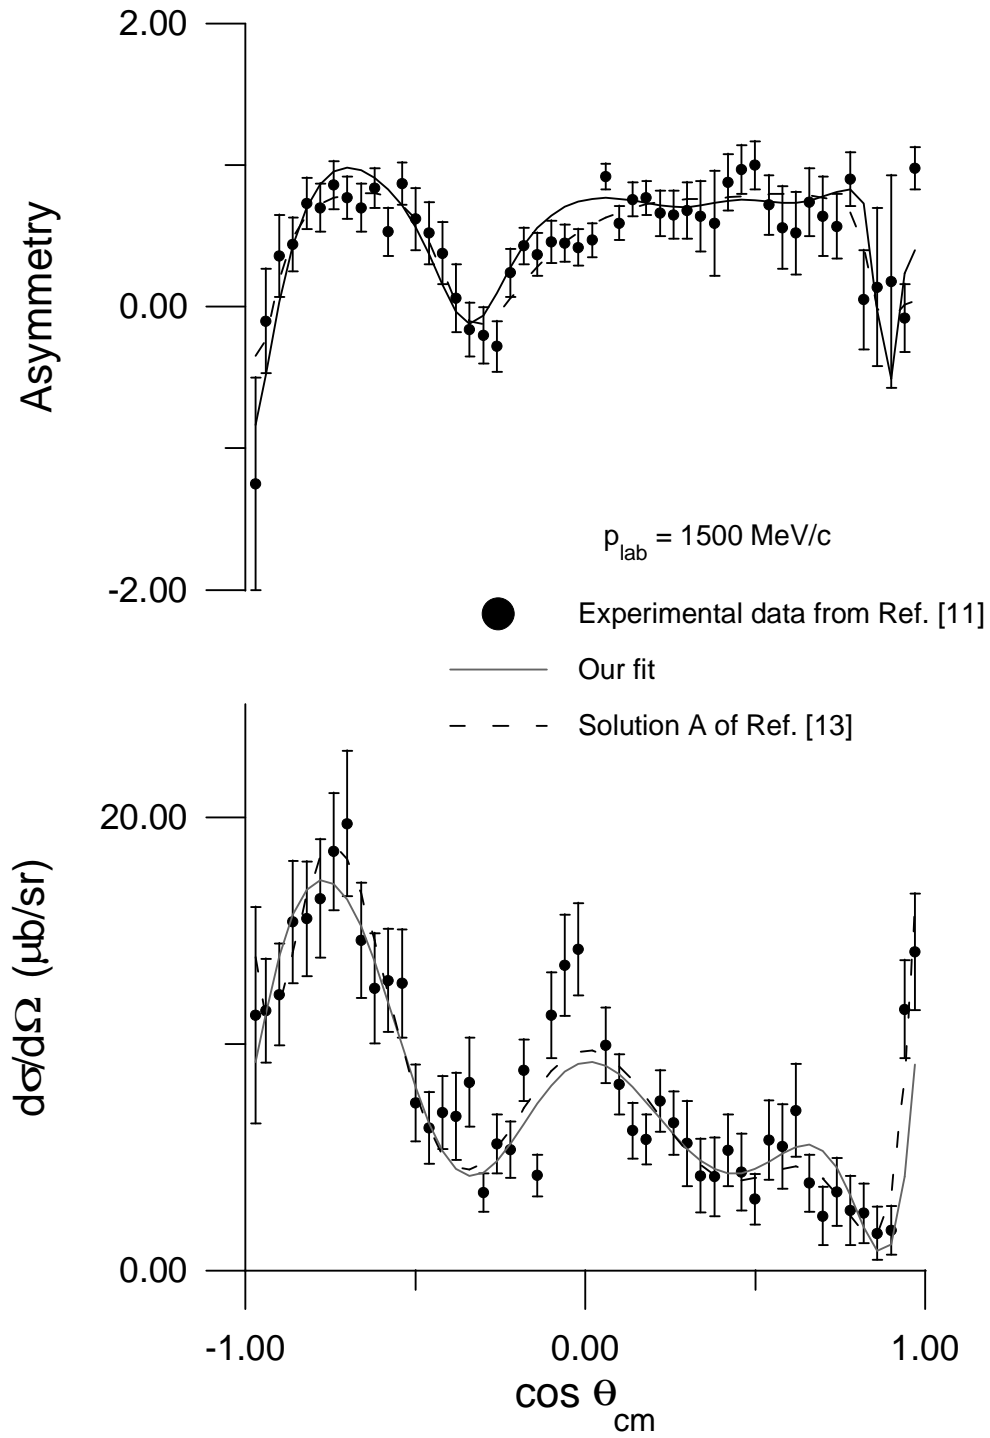 2.00
Asymmetry
0.00
-2.00
p_lab = 1500 MeV/c
Experimental data from Ref. [11]
Our fit
Solution A of Ref. [13]
20.00
dσ/dΩ (μb/sr)
0.00
-1.00 0.00 1.00
cos θ_cm